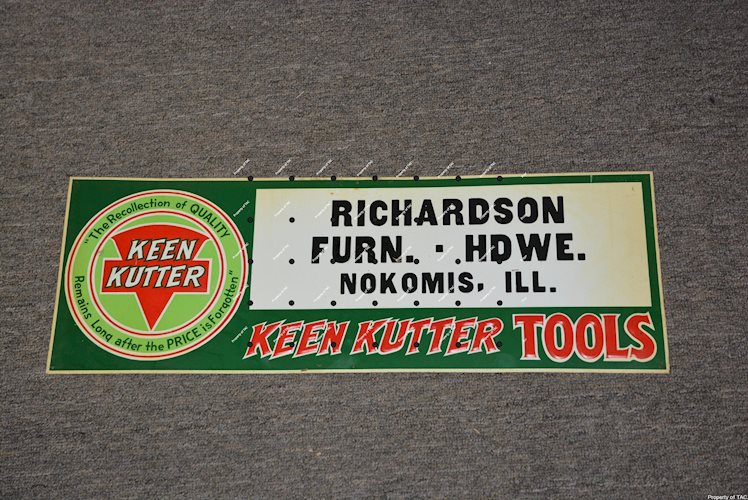 "The Recollection of QUALITY
Remains Long after the PRICE is Forgotten"
KEEN
KUTTER
RICHARDSON
FURN. · HDWE.
NOKOMIS, ILL.
KEEN KUTTER TOOLS
Property of TAC